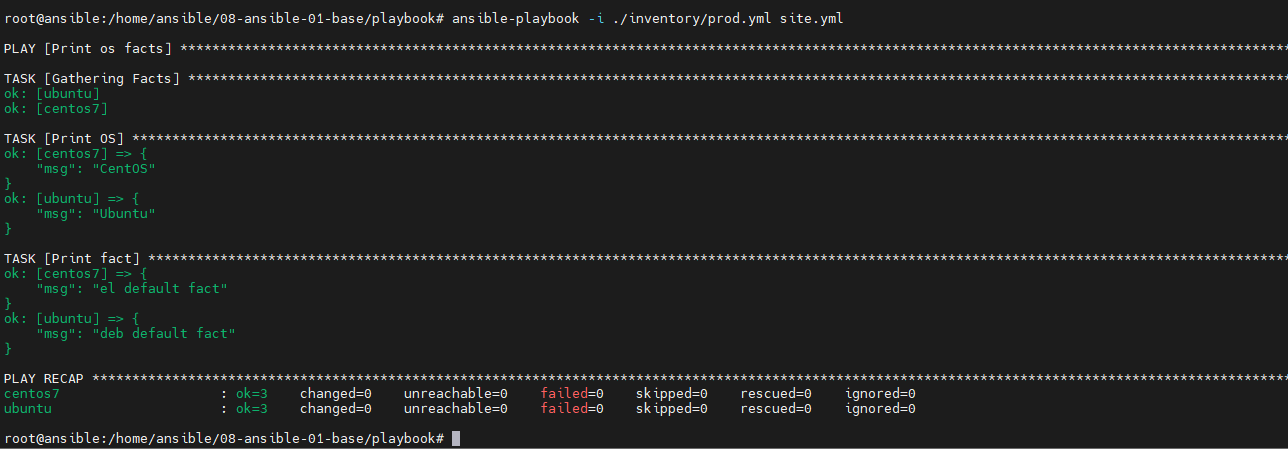 root@ansible:/home/ansible/08-ansible-01-base/playbook# ansible-playbook -i ./inventory/prod.yml site.yml
PLAY [Print os facts] ********************************************************************************************************************************************
TASK [Gathering Facts] *******************************************************************************************************************************************
ok: [ubuntu]
ok: [centos7]
TASK [Print OS] **************************************************************************************************************************************************
ok: [centos7] => {
    "msg": "CentOS"
}
ok: [ubuntu] => {
    "msg": "Ubuntu"
}
TASK [Print fact] ************************************************************************************************************************************************
ok: [centos7] => {
    "msg": "el default fact"
}
ok: [ubuntu] => {
    "msg": "deb default fact"
}
PLAY RECAP *******************************************************************************************************************************************************
centos7                    : ok=3    changed=0    unreachable=0    failed=0    skipped=0    rescued=0    ignored=0
ubuntu                     : ok=3    changed=0    unreachable=0    failed=0    skipped=0    rescued=0    ignored=0
root@ansible:/home/ansible/08-ansible-01-base/playbook#